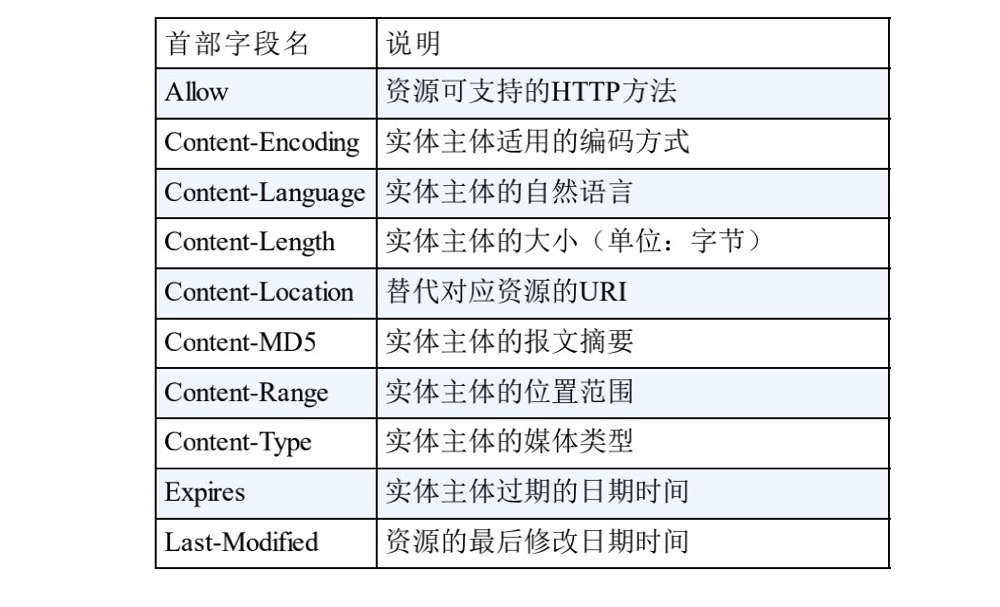 首部字段名 说明
Allow 资源可支持的HTTP方法
Content-Encoding 实体主体适用的编码方式
Content-Language 实体主体的自然语言
Content-Length 实体主体的大小（单位：字节）
Content-Location 替代对应资源的URI
Content-MD5 实体主体的报文摘要
Content-Range 实体主体的位置范围
Content-Type 实体主体的媒体类型
Expires 实体主体过期的日期时间
Last-Modified 资源的最后修改日期时间